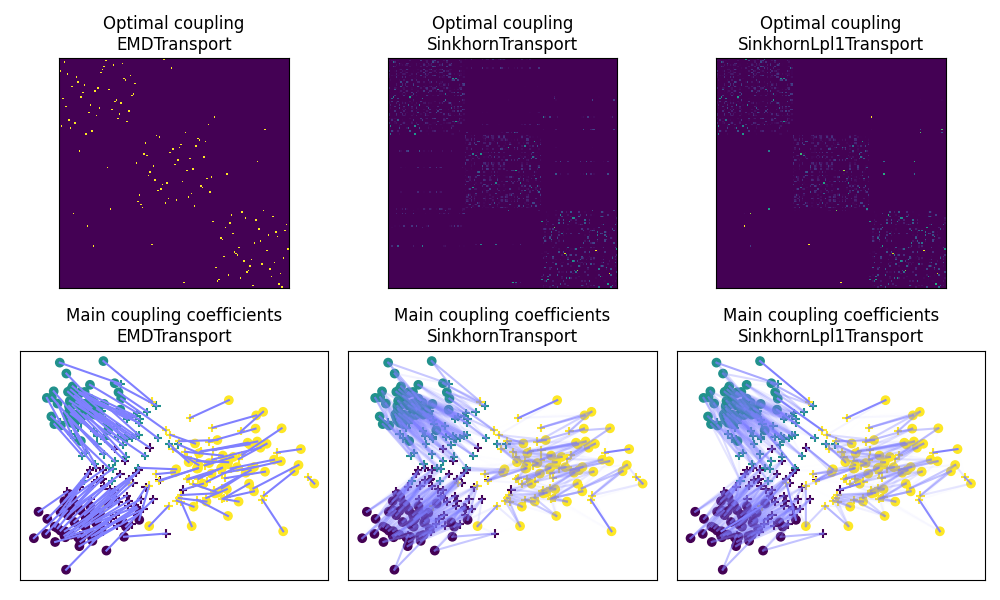 Optimal coupling
EMDTransport
Optimal coupling
SinkhornTransport
Optimal coupling
SinkhornLpl1Transport
Main coupling coefficients
EMDTransport
Main coupling coefficients
SinkhornTransport
Main coupling coefficients
SinkhornLpl1Transport